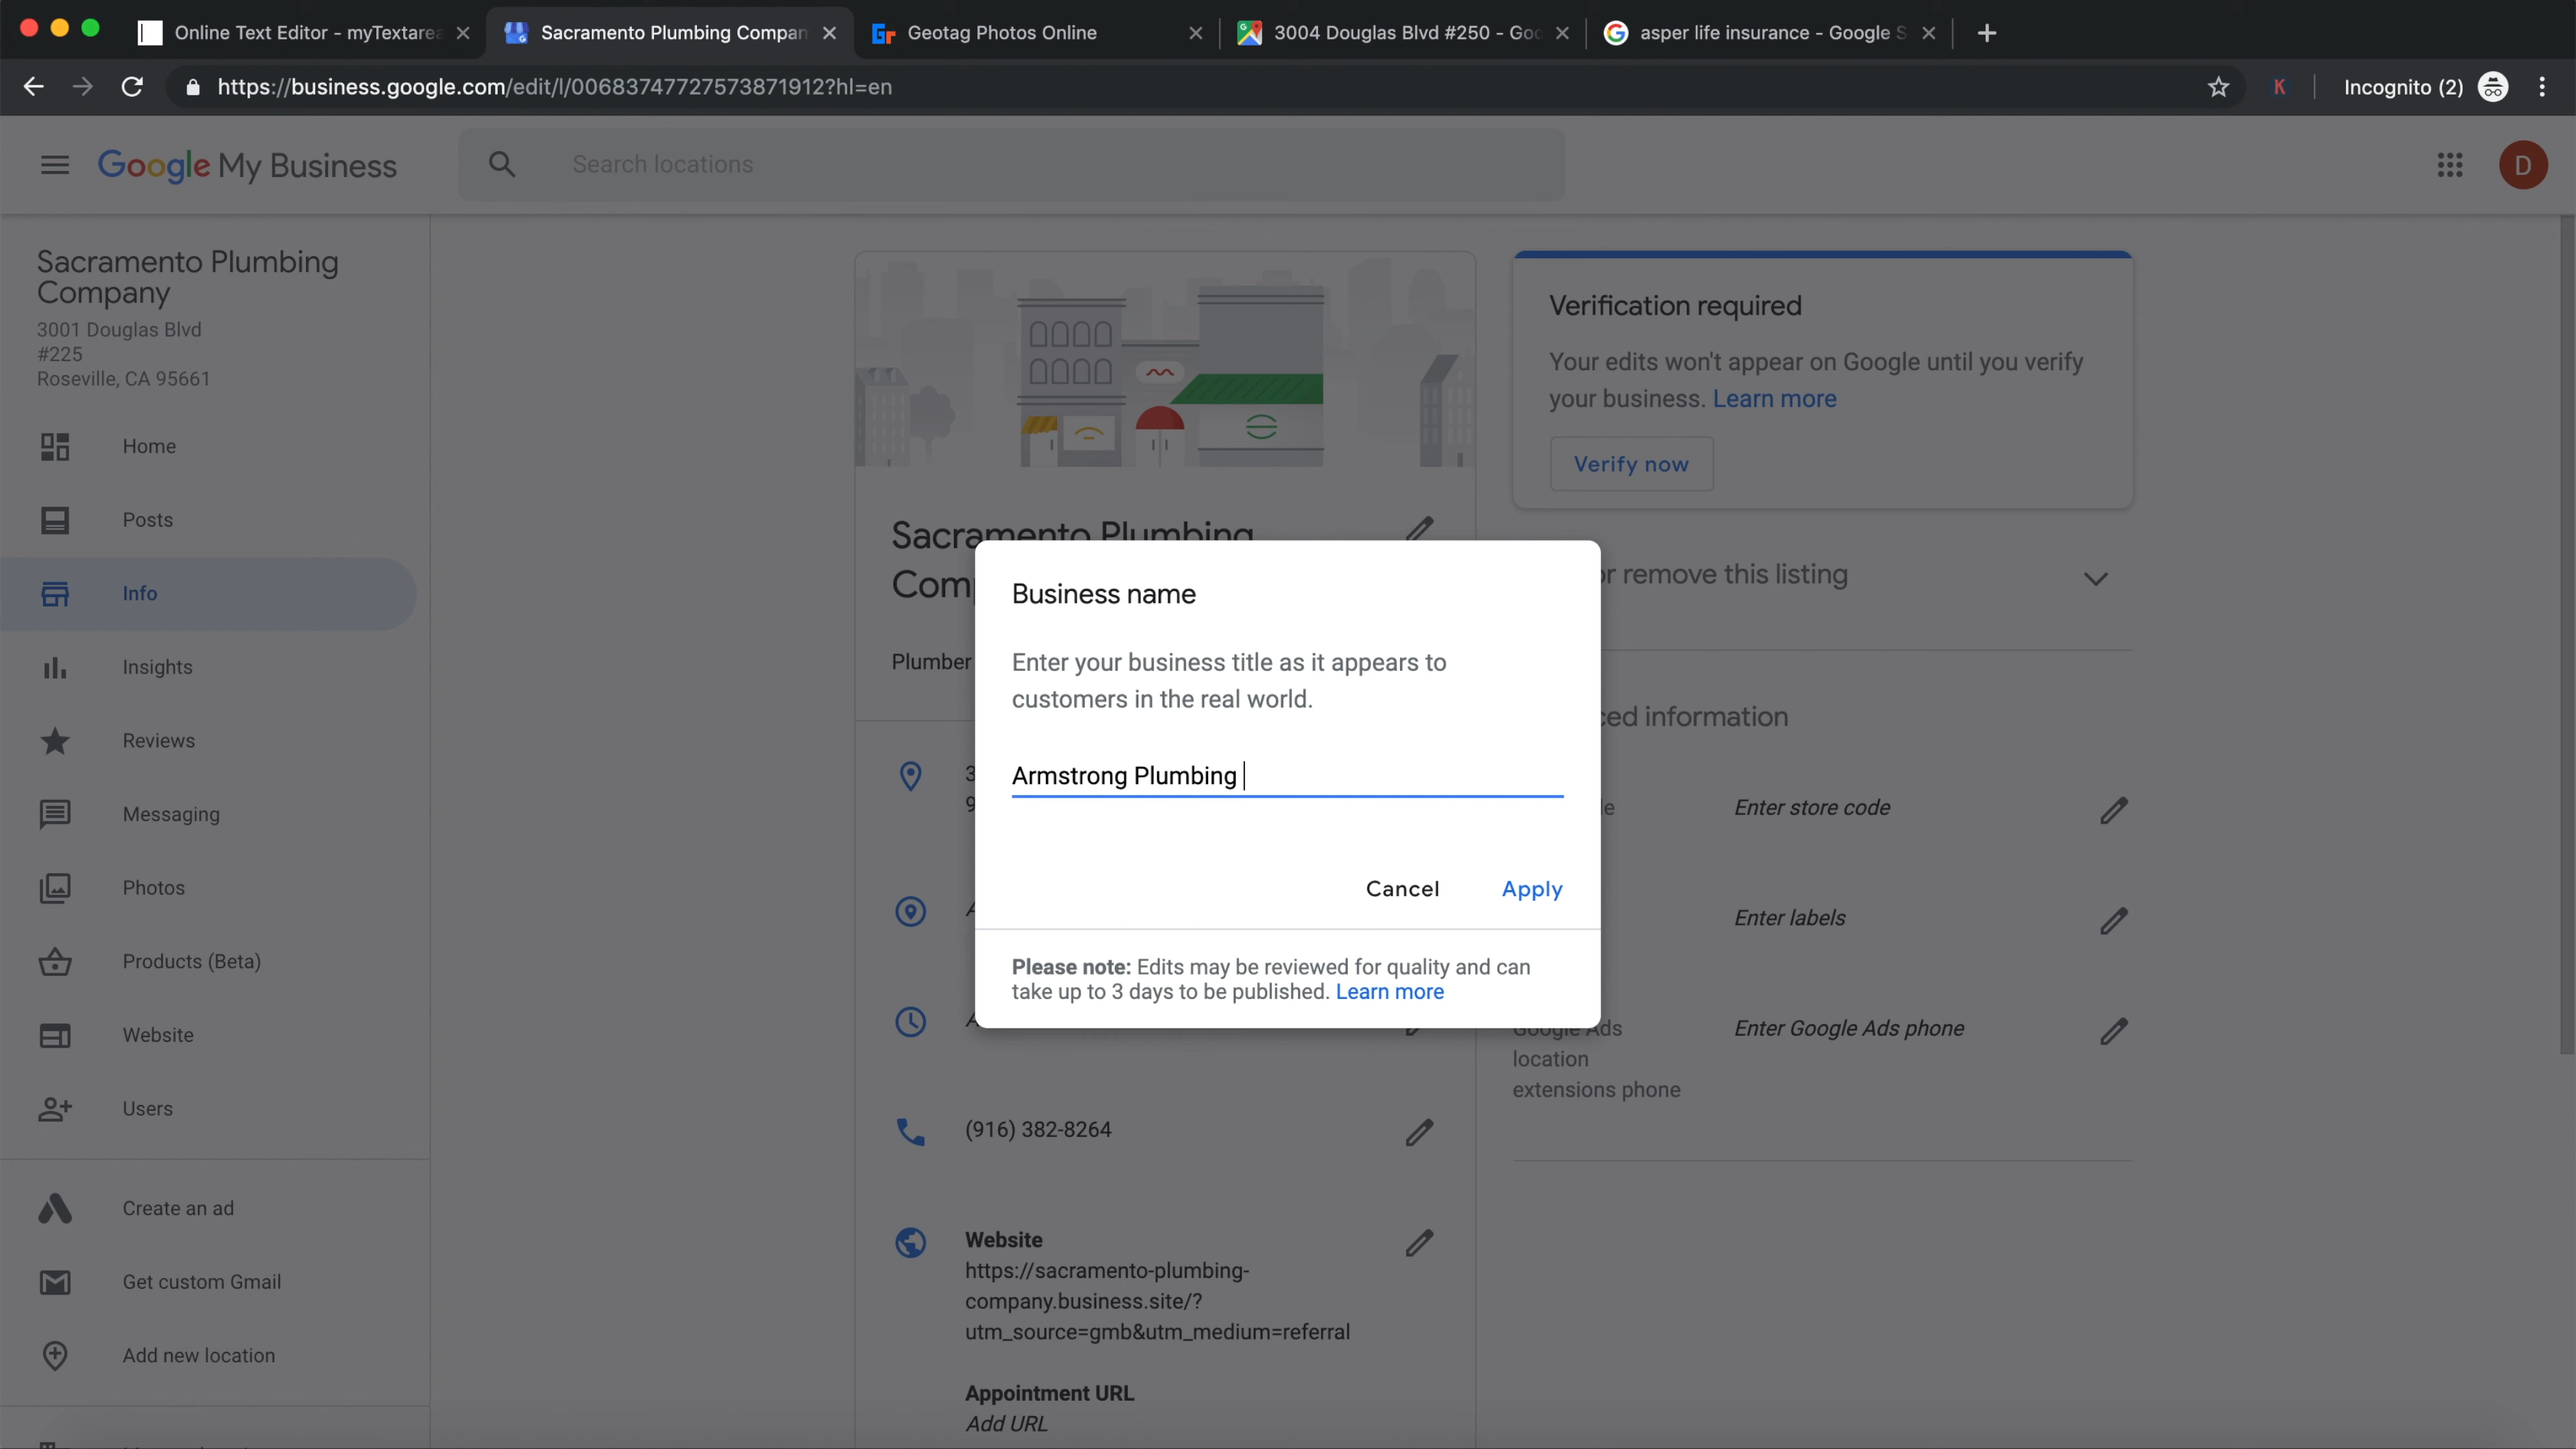 Online Text Editor - myTextarea
Sacramento Plumbing Compan
Geotag Photos Online
3004 Douglas Blvd #250 - Goo
asper life insurance - Google S
https://business.google.com/edit/l/00683747727573871912?hl=en
K
Incognito (2)
Google My Business
Search locations
D
Sacramento Plumbing
Company
3001 Douglas Blvd
#225
Roseville, CA 95661
Home
Posts
Info
Insights
Reviews
Messaging
Photos
Products (Beta)
Website
Users
Create an ad
Get custom Gmail
Add new location
Sacramento Plumbing
Com
Plumber
3
9
Business name
Enter your business title as it appears to
customers in the real world.
Armstrong Plumbing
Cancel
Apply
Please note: Edits may be reviewed for quality and can
take up to 3 days to be published. Learn more
(916) 382-8264
Website
https://sacramento-plumbing-
company.business.site/?
utm_source=gmb&utm_medium=referral
Appointment URL
Add URL
Verification required
Your edits won't appear on Google until you verify
your business. Learn more
Verify now
or remove this listing
ced information
e
Enter store code
Enter labels
Google Ads
location
extensions phone
Enter Google Ads phone